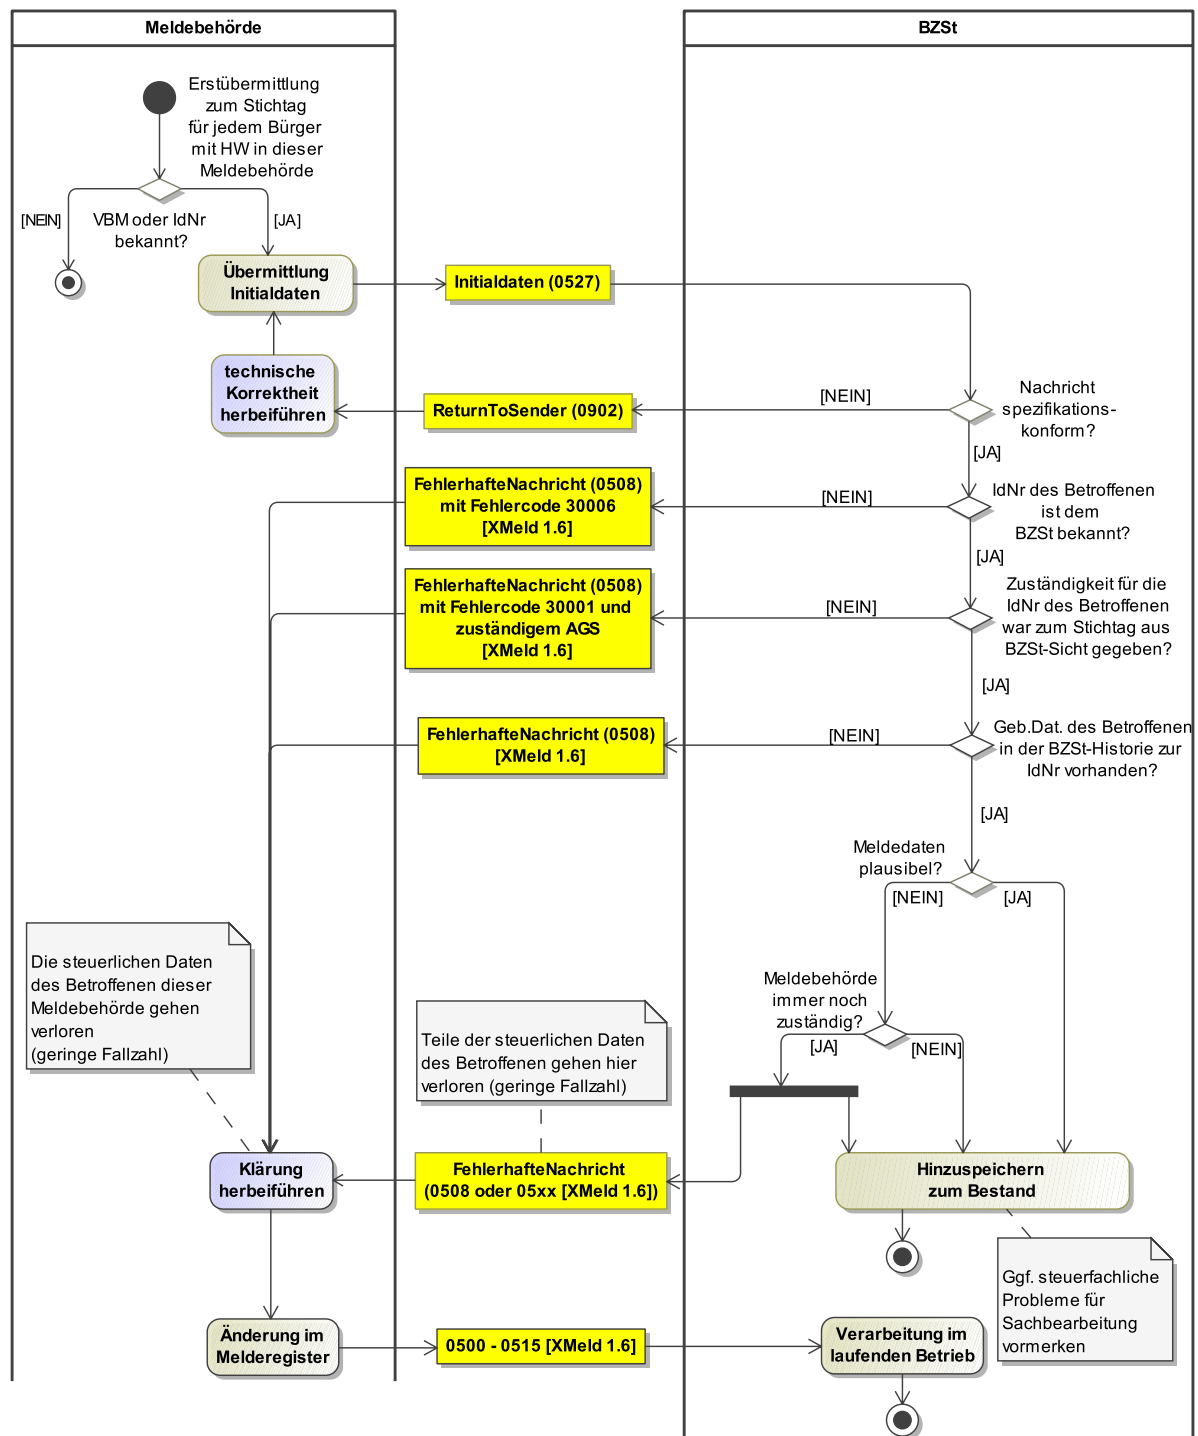 Meldebehörde
BZSt
Erstübermittlung
zum Stichtag
für jedem Bürger
mit HW in dieser
Meldebehörde
[NEIN]
VBM oder IdNr
bekannt?
[JA]
Übermittlung
Initialdaten
Initialdaten (0527)
technische
Korrektheit
herbeiführen
ReturnToSender (0902)
[NEIN]
Nachricht
spezifikations-
konform?
[JA]
FehlerhafteNachricht (0508)
mit Fehlercode 30006
[XMeld 1.6]
[NEIN]
IdNr des Betroffenen
ist dem
BZSt bekannt?
[JA]
FehlerhafteNachricht (0508)
mit Fehlercode 30001 und
zuständigem AGS
[XMeld 1.6]
[NEIN]
Zuständigkeit für die
IdNr des Betroffenen
war zum Stichtag aus
BZSt-Sicht gegeben?
[JA]
FehlerhafteNachricht (0508)
[XMeld 1.6]
[NEIN]
Geb.Dat. des Betroffenen
in der BZSt-Historie zur
IdNr vorhanden?
[JA]
Meldedaten
plausibel?
[NEIN]
[JA]
Die steuerlichen Daten
des Betroffenen dieser
Meldebehörde gehen
verloren
(geringe Fallzahl)
Teile der steuerlichen Daten
des Betroffenen gehen hier
verloren (geringe Fallzahl)
Meldebehörde
immer noch
zuständig?
[JA]
[NEIN]
Klärung
herbeiführen
FehlerhafteNachricht
(0508 oder 05xx [XMeld 1.6])
Hinzuspeichern
zum Bestand
Ggf. steuerfachliche
Probleme für
Sachbearbeitung
vormerken
Änderung im
Melderegister
0500 - 0515 [XMeld 1.6]
Verarbeitung im
laufenden Betrieb